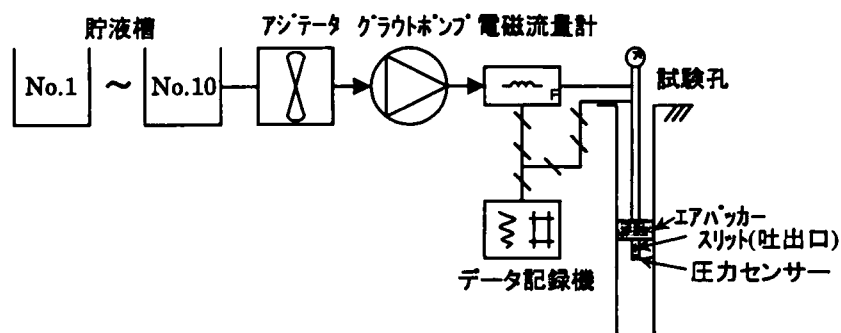 貯液槽
アジテータ グラウトポンプ 電磁流量計
No.1 ～ No.10
F
試験孔
エアパッカー
スリット(吐出口)
圧力センサー
データ記録機